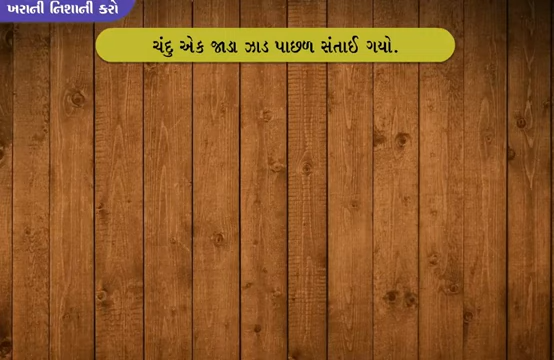 ખરાની નિશાની કરો
ચંદુ એક જાડા ઝાડ પાછળ સંતાઈ ગયો.